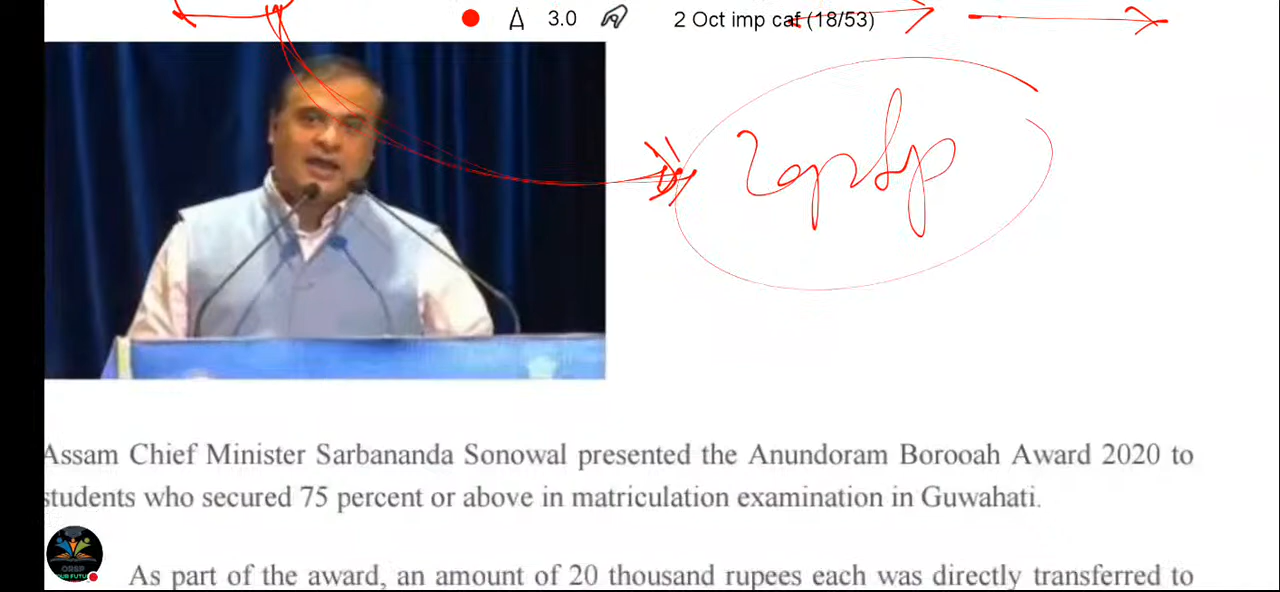 3.0 2 Oct imp caf (18/53)
Assam Chief Minister Sarbananda Sonowal presented the Anundoram Borooah Award 2020 to
students who secured 75 percent or above in matriculation examination in Guwahati.
As part of the award, an amount of 20 thousand rupees each was directly transferred to